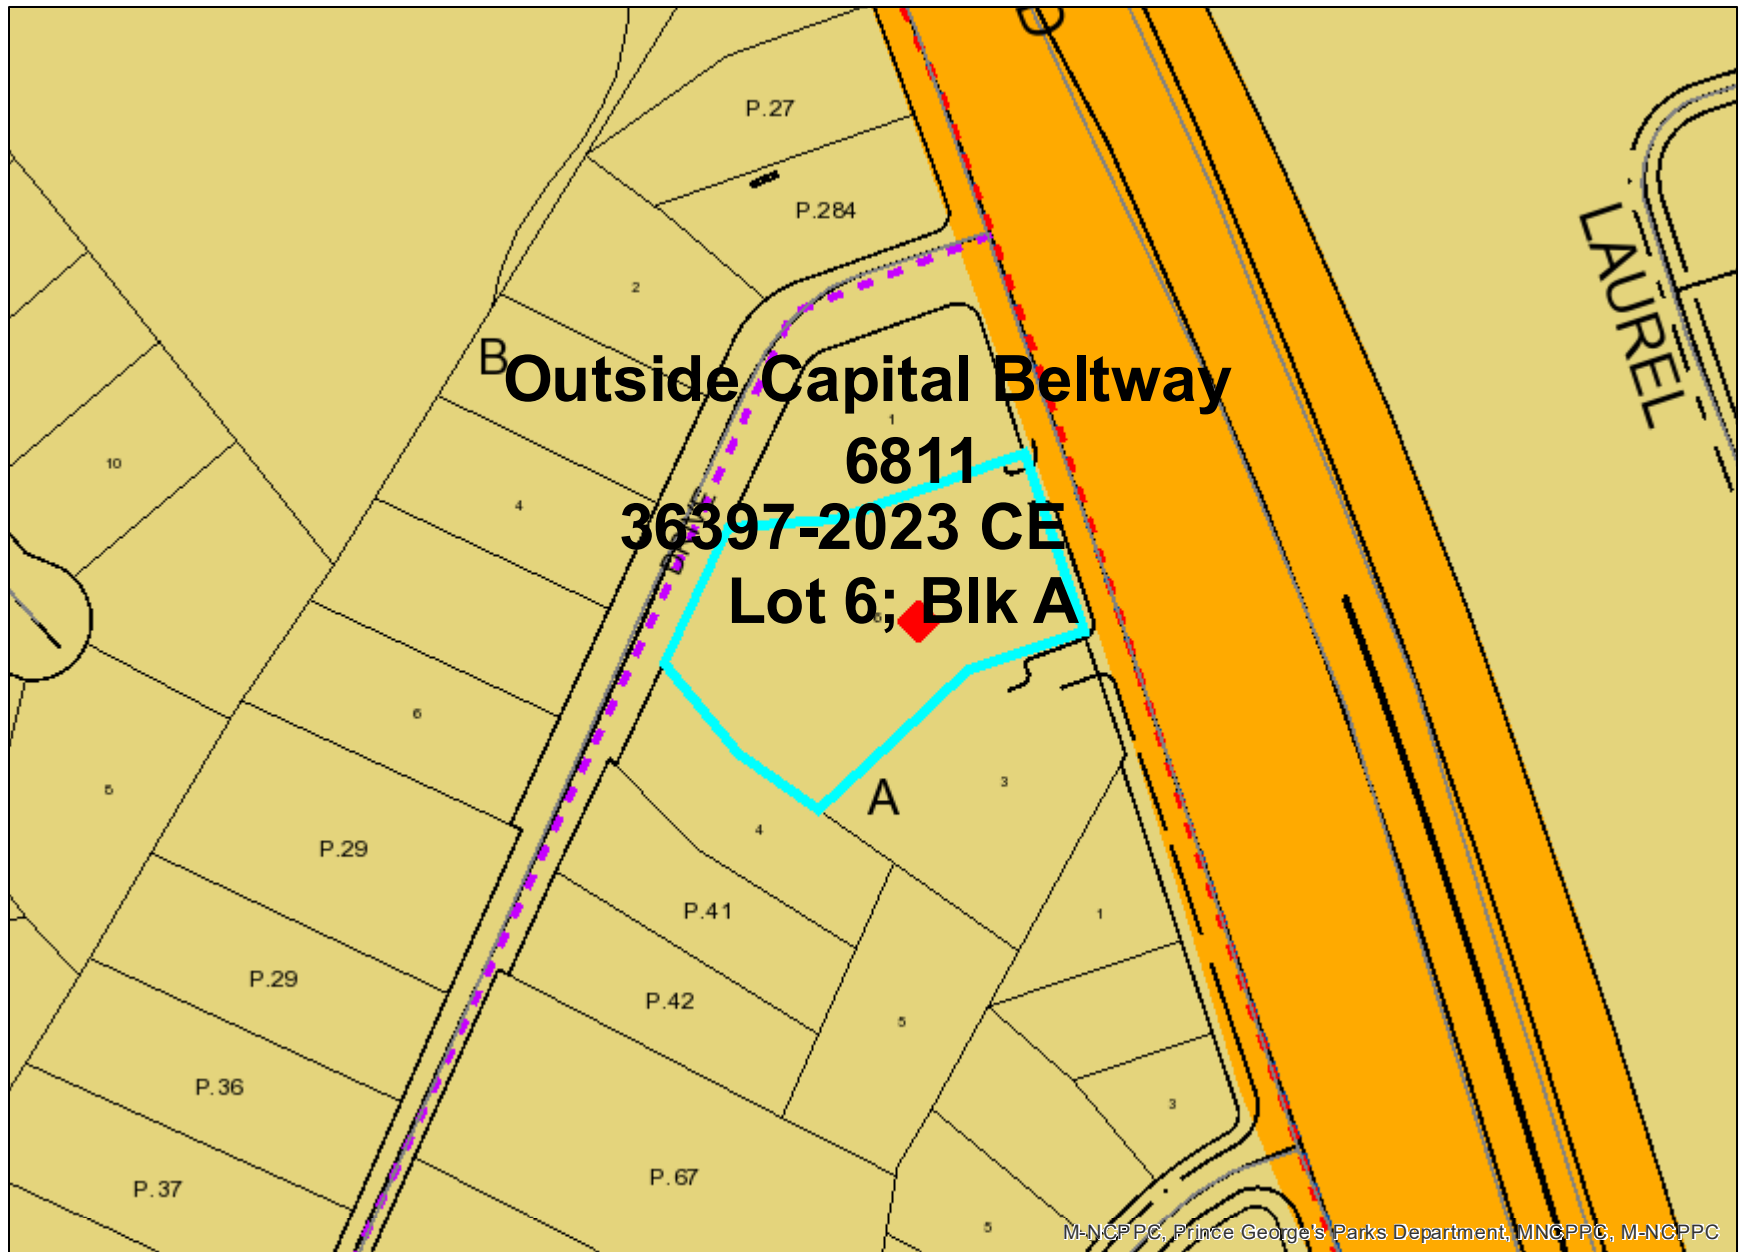 D
P.27
P.284
LAUREL
2
B
Outside Capital Beltway
1
6811
10
4
36397-2023 CE
DRIVE
Lot 6; Blk A
6
5
A
3
4
P.29
P.41
1
P.29
P.42
5
P.36
3
P.37
P.67
5
M-NCPPC, Prince George's Parks Department, MNCPPC, M-NCPPC